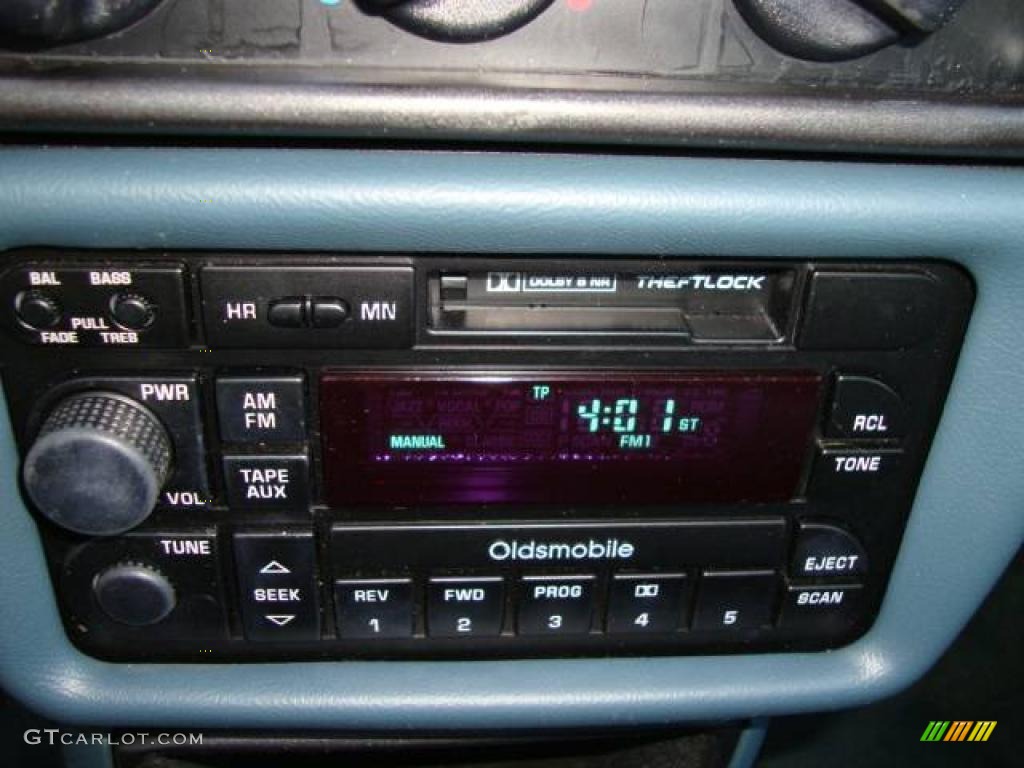 BAL BASS
PULL
FADE TREB
HR MN
DOLBY B NR THEFTLOCK
PWR
VOL
AM
FM
TAPE
AUX
TP
4:01 ST
MANUAL FM1
RCL
TONE
TUNE
SEEK
Oldsmobile
REV FWD PROG
1 2 3 4 5
EJECT
SCAN
GTCARLOT.COM